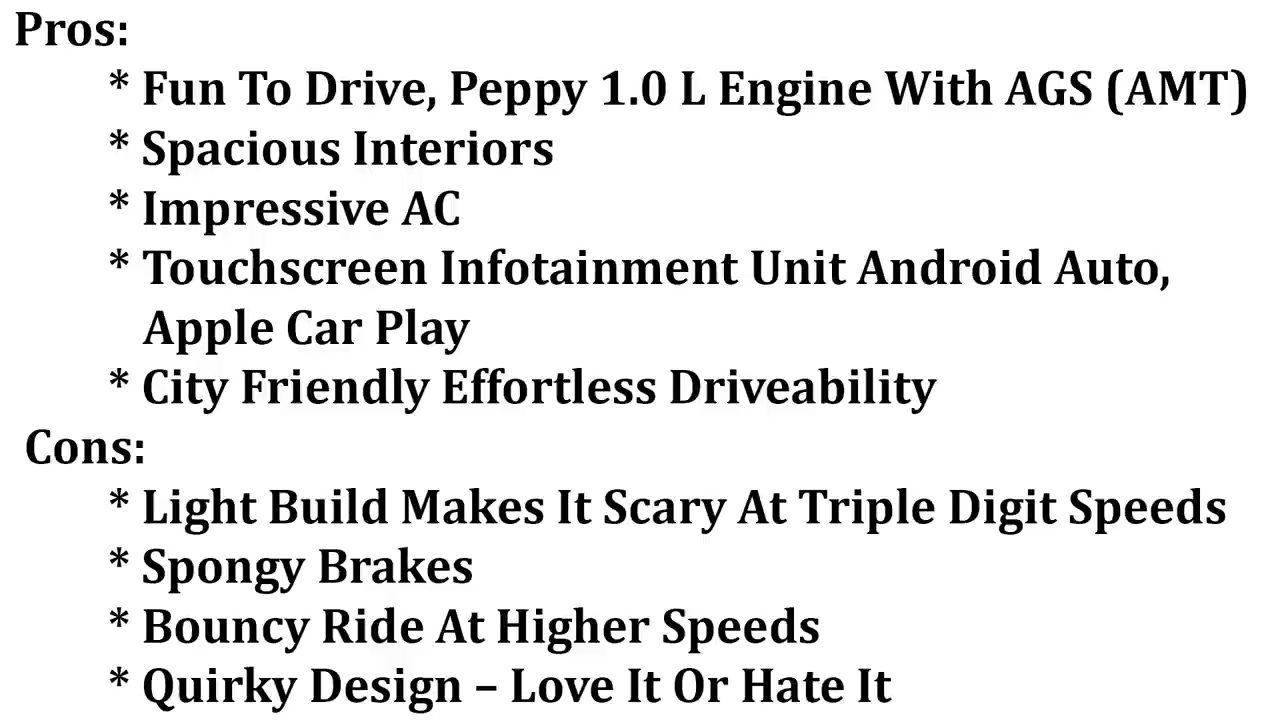 Pros:
* Fun To Drive, Peppy 1.0 L Engine With AGS (AMT)
* Spacious Interiors
* Impressive AC
* Touchscreen Infotainment Unit Android Auto,
Apple Car Play
* City Friendly Effortless Driveability
Cons:
* Light Build Makes It Scary At Triple Digit Speeds
* Spongy Brakes
* Bouncy Ride At Higher Speeds
* Quirky Design – Love It Or Hate It